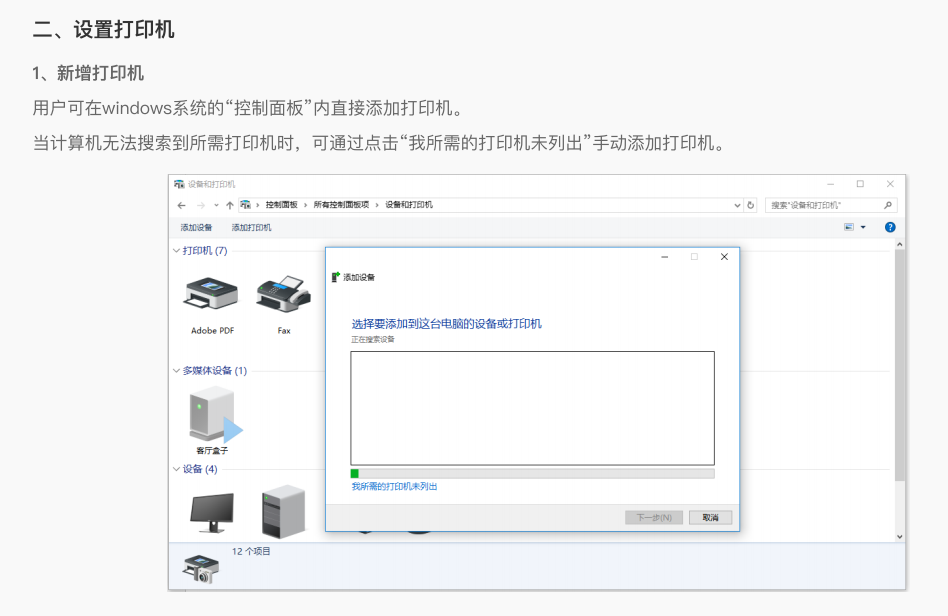 二、设置打印机
1、新增打印机
用户可在windows系统的“控制面板”内直接添加打印机。
当计算机无法搜索到所需打印机时，可通过点击“我所需的打印机未列出”手动添加打印机。
设备和打印机
控制面板 › 所有控制面板项 › 设备和打印机
搜索"设备和打印机"
添加设备 添加打印机
打印机 (7)
Adobe PDF
Fax
多媒体设备 (1)
客厅盒子
设备 (4)
添加设备
选择要添加到这台电脑的设备或打印机
正在搜索设备
我所需的打印机未列出
下一步(N)
取消
12 个项目